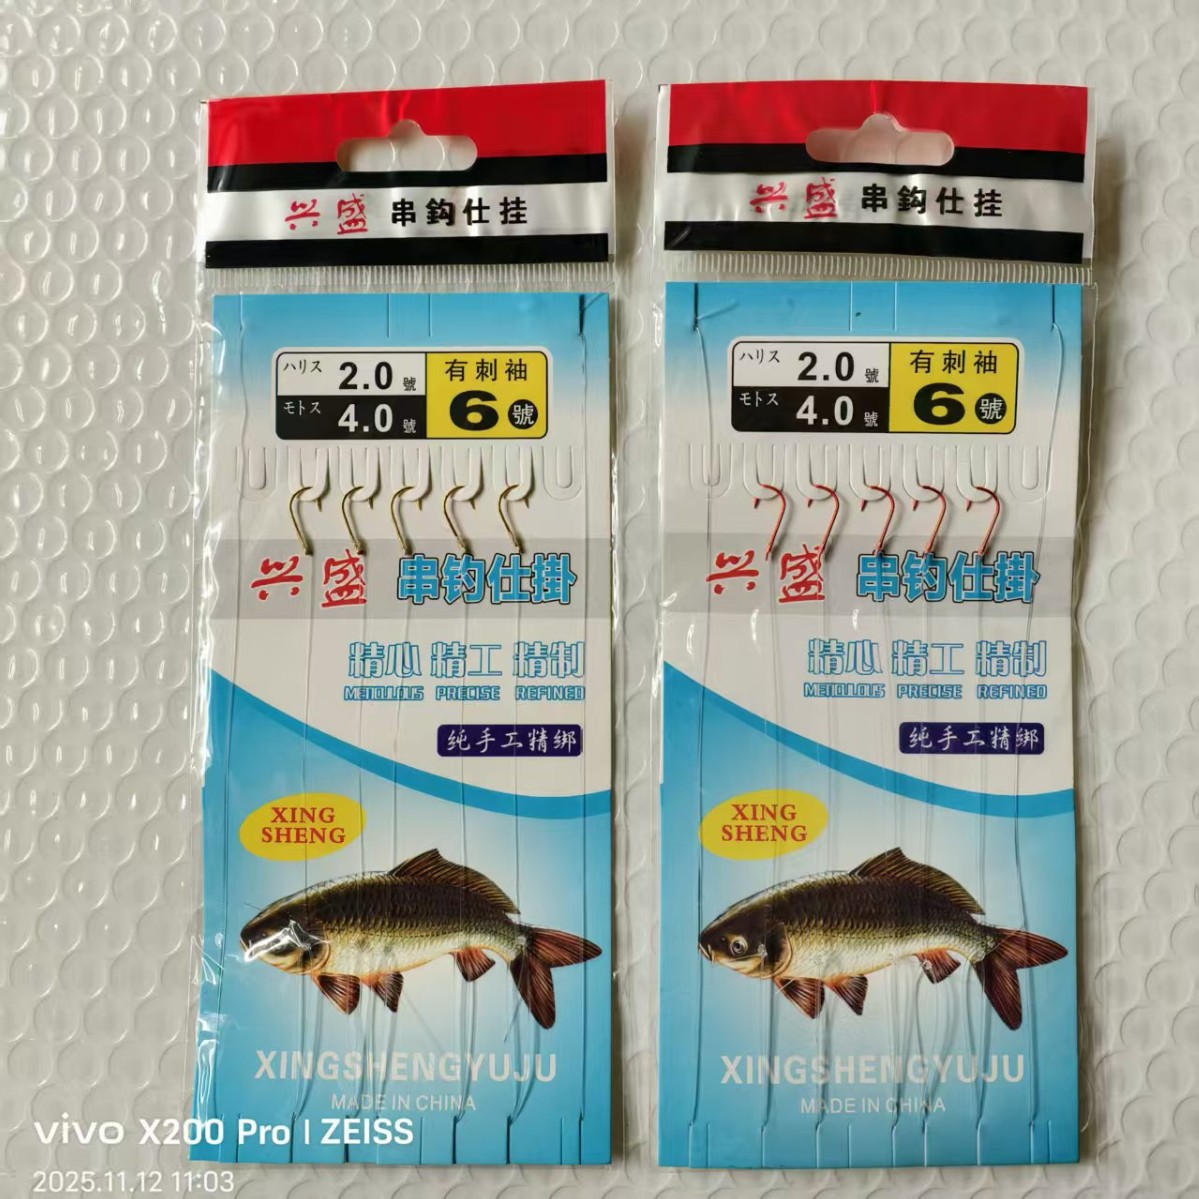 兴盛 串鈎仕挂
ハリス 2.0 號
モトス 4.0 號
有刺袖
6 號
兴盛 串钓仕掛
精心 精工 精制
METICULOUS PRECISE REFINED
纯手工精绑
XING
SHENG
XINGSHENGYUJU
MADE IN CHINA
兴盛 串鈎仕挂
ハリス 2.0 號
モトス 4.0 號
有刺袖
6 號
兴盛 串钓仕掛
精心 精工 精制
METICULOUS PRECISE REFINED
纯手工精绑
XING
SHENG
XINGSHENGYUJU
MADE IN CHINA
vivo X200 Pro | ZEISS
2025.11.12 11:03